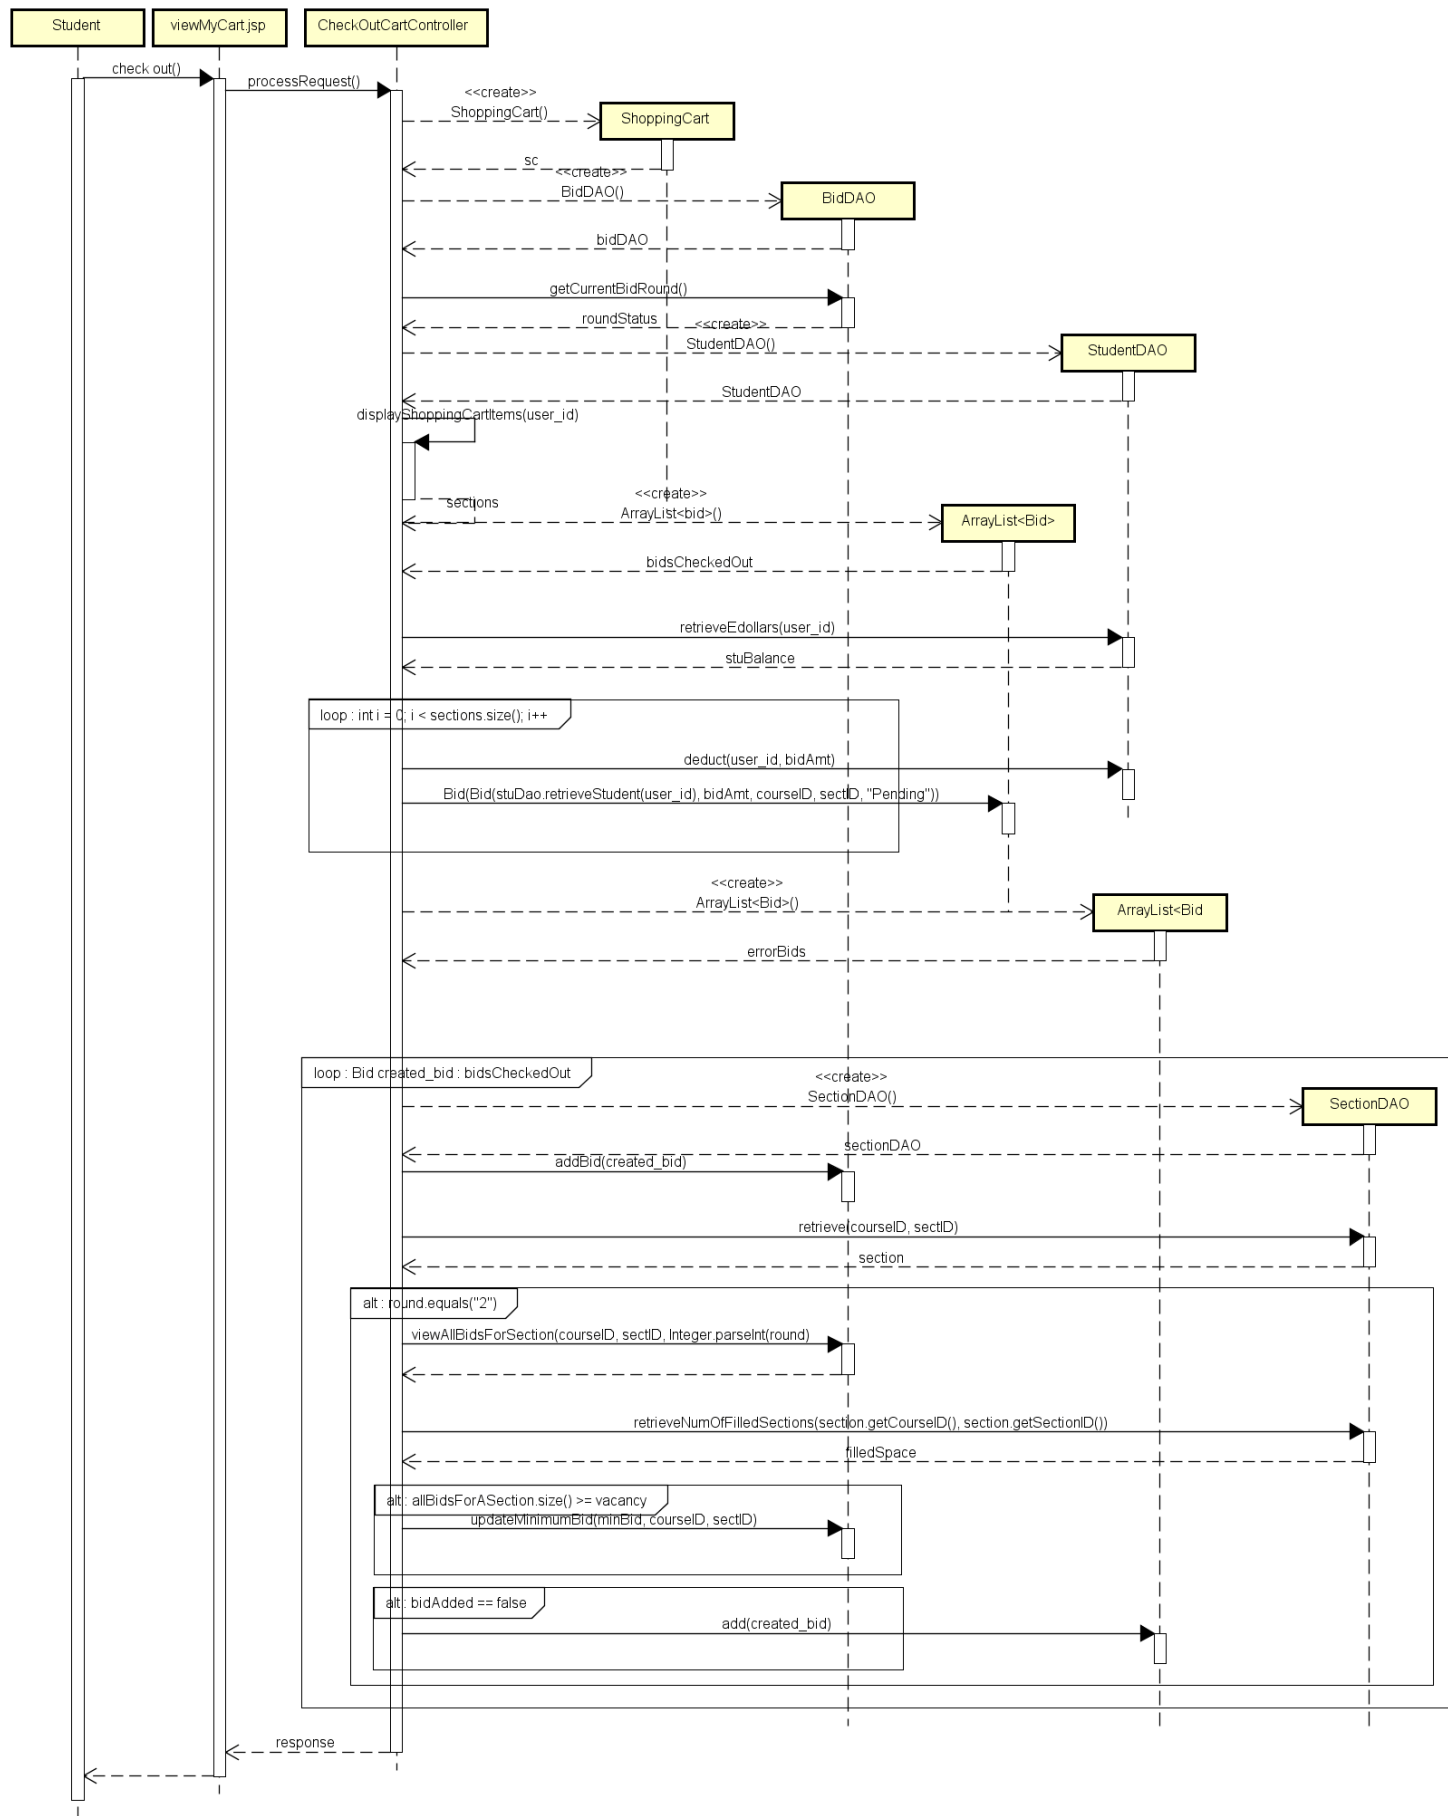 Student
viewMyCart.jsp
CheckOutCartController
check out()
processRequest()
<<create>>
ShoppingCart()
ShoppingCart
sc
<<create>>
BidDAO()
BidDAO
bidDAO
getCurrentBidRound()
roundStatus
<<create>>
StudentDAO()
StudentDAO
StudentDAO
displayShoppingCartItems(user_id)
sections
<<create>>
ArrayList<bid>()
ArrayList<Bid>
bidsCheckedOut
retrieveEdollars(user_id)
stuBalance
loop : int i = 0; i < sections.size(); i++
deduct(user_id, bidAmt)
Bid(Bid(stuDao.retrieveStudent(user_id), bidAmt, courseID, sectID, "Pending"))
<<create>>
ArrayList<Bid>()
ArrayList<Bid
errorBids
loop : Bid created_bid : bidsCheckedOut
<<create>>
SectionDAO()
SectionDAO
sectionDAO
addBid(created_bid)
retrieve(courseID, sectID)
section
alt : round.equals("2")
viewAllBidsForSection(courseID, sectID, Integer.parseInt(round)
retrieveNumOfFilledSections(section.getCourseID(), section.getSectionID())
filledSpace
alt : allBidsForASection.size() >= vacancy
updateMinimumBid(minBid, courseID, sectID)
alt : bidAdded == false
add(created_bid)
response